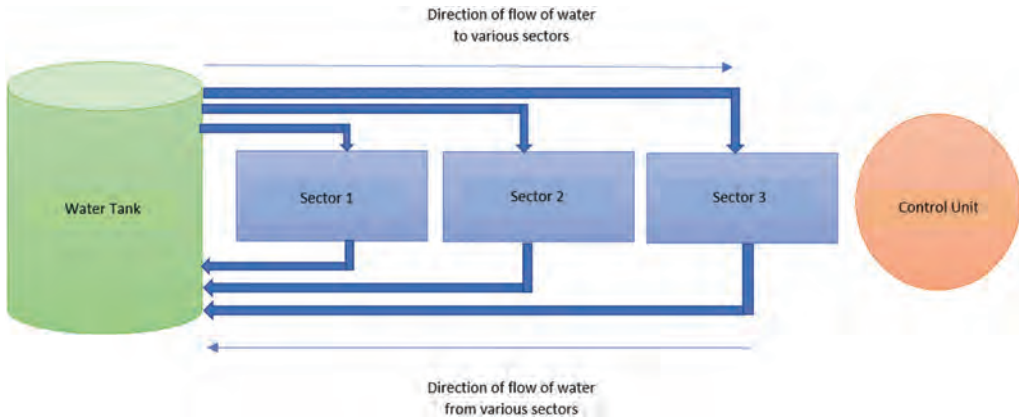 Direction of flow of water
to various sectors
Water Tank
Sector 1
Sector 2
Sector 3
Control Unit
Direction of flow of water
from various sectors